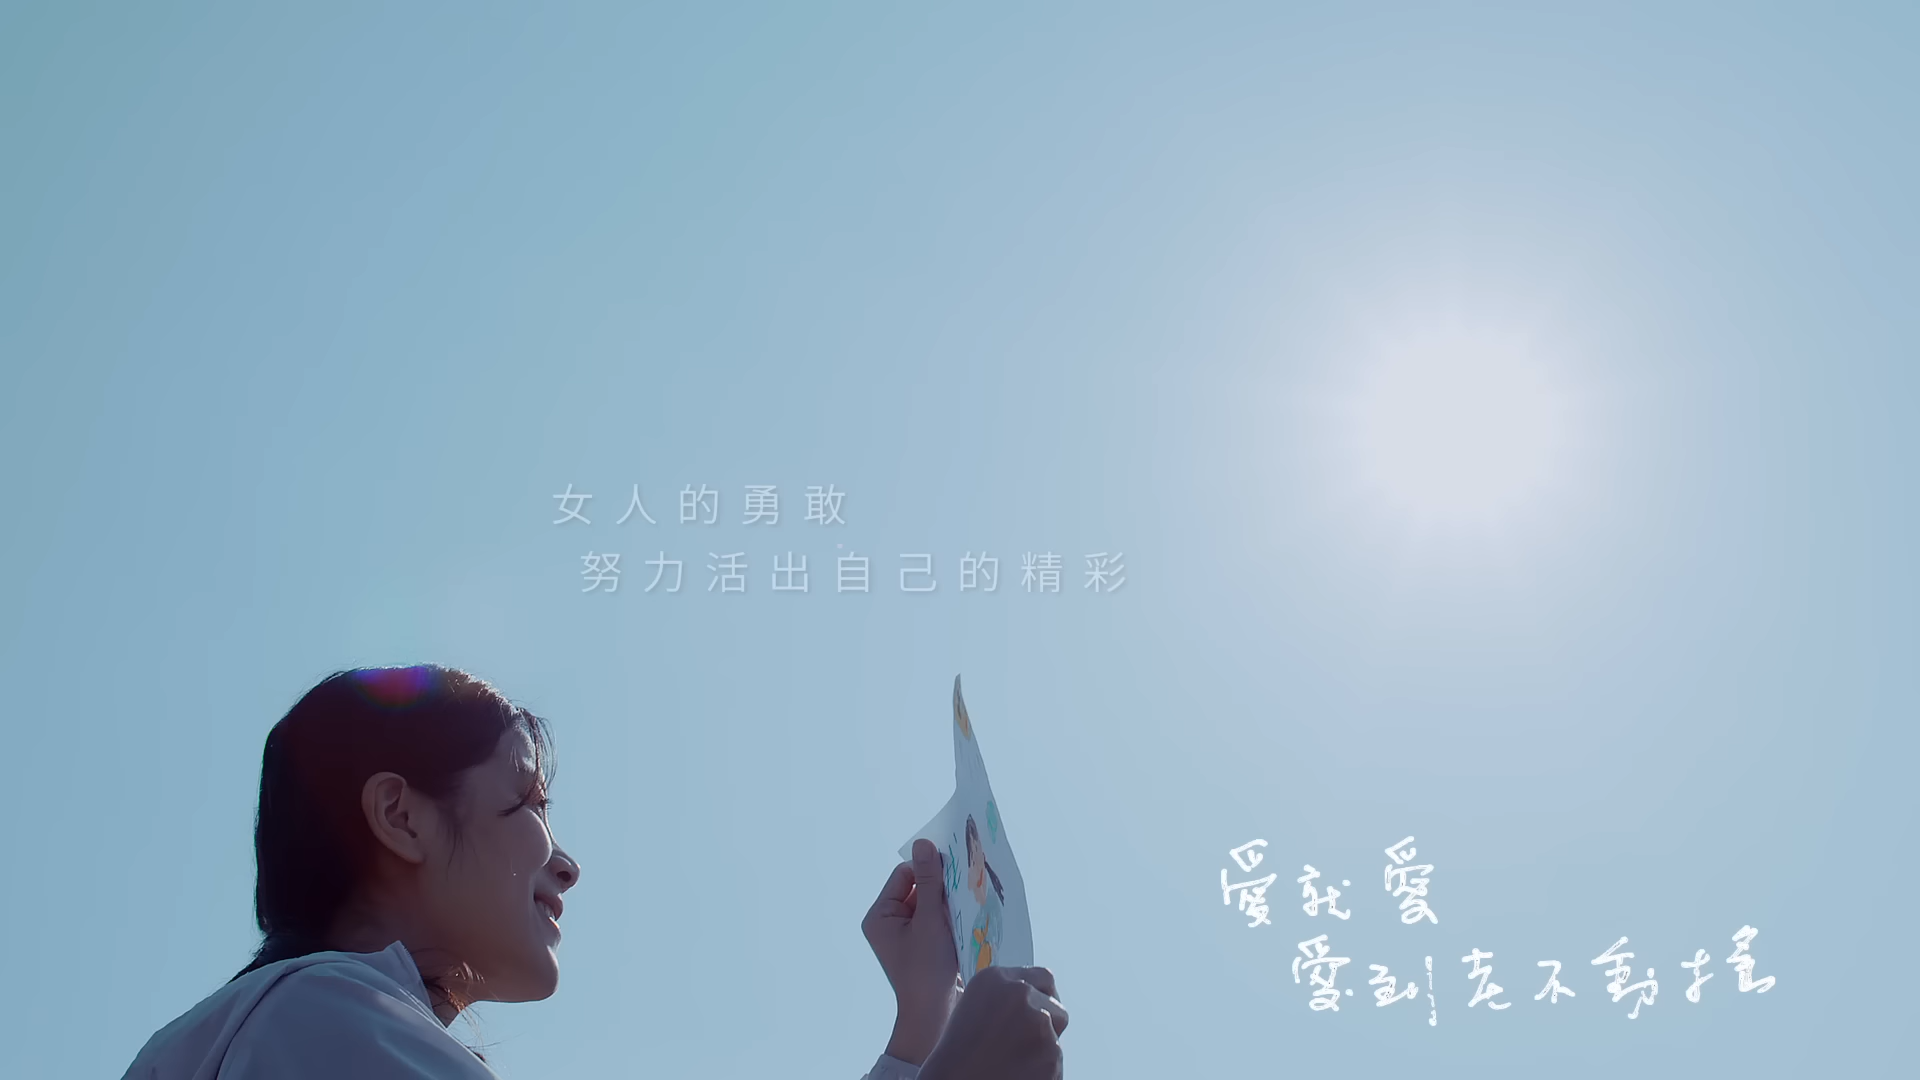 女人的勇敢
努力活出自己的精彩
愛就愛
愛到老不動搖